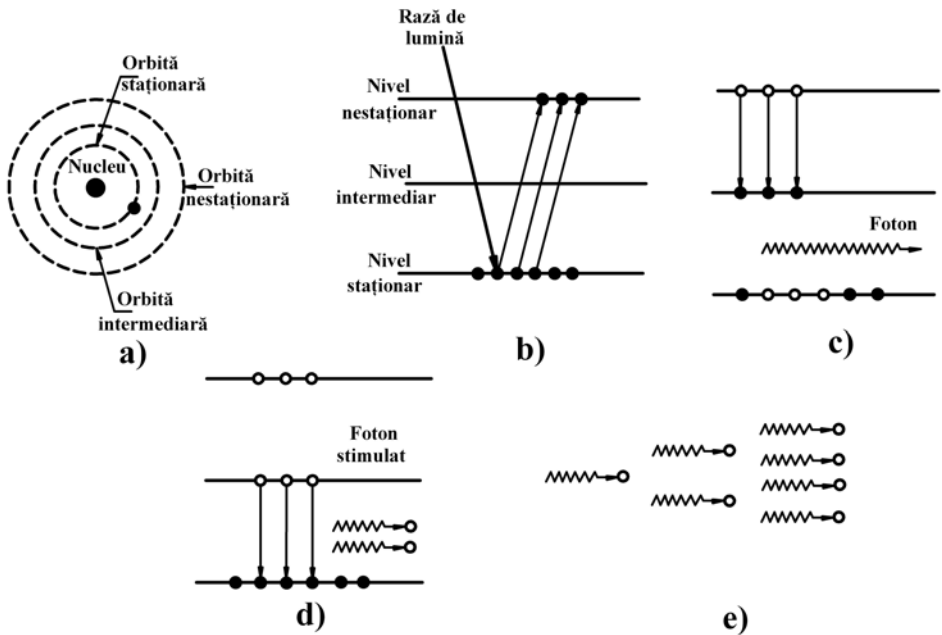 Orbită
staționară
Nucleu
Orbită
nestaționară
Orbită
intermediară
a)
Rază de
lumină
Nivel
nestaționar
Nivel
intermediar
Nivel
staționar
b)
Foton
c)
Foton
stimulat
d)
e)